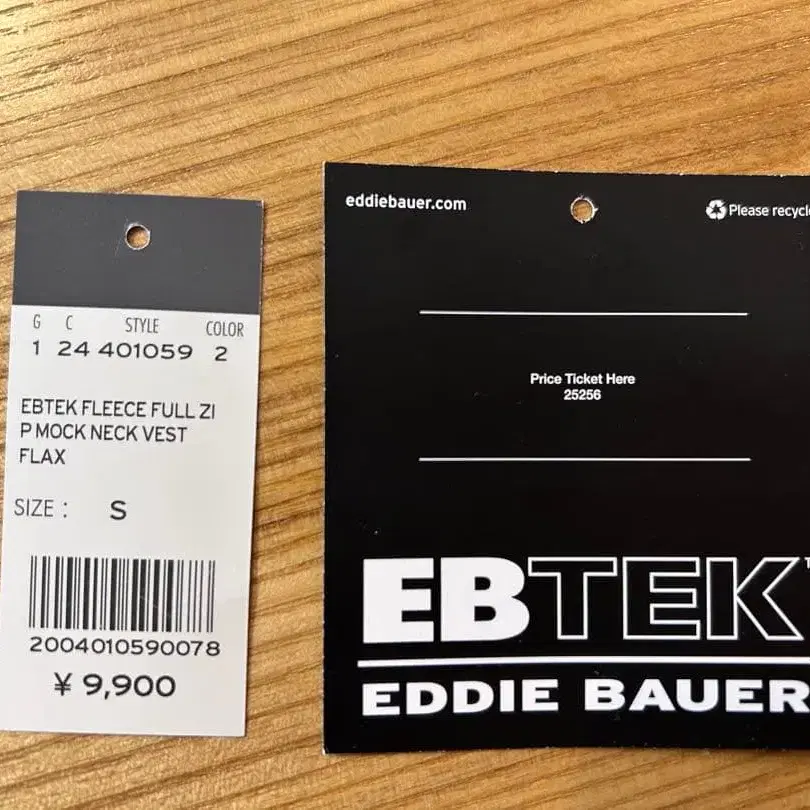 G C STYLE COLOR
1 24 401059 2
EBTEK FLEECE FULL ZI
P MOCK NECK VEST
FLAX
SIZE : S
2004010590078
¥ 9,900
eddiebauer.com
Please recycle
Price Ticket Here
25256
EBTEK
EDDIE BAUER